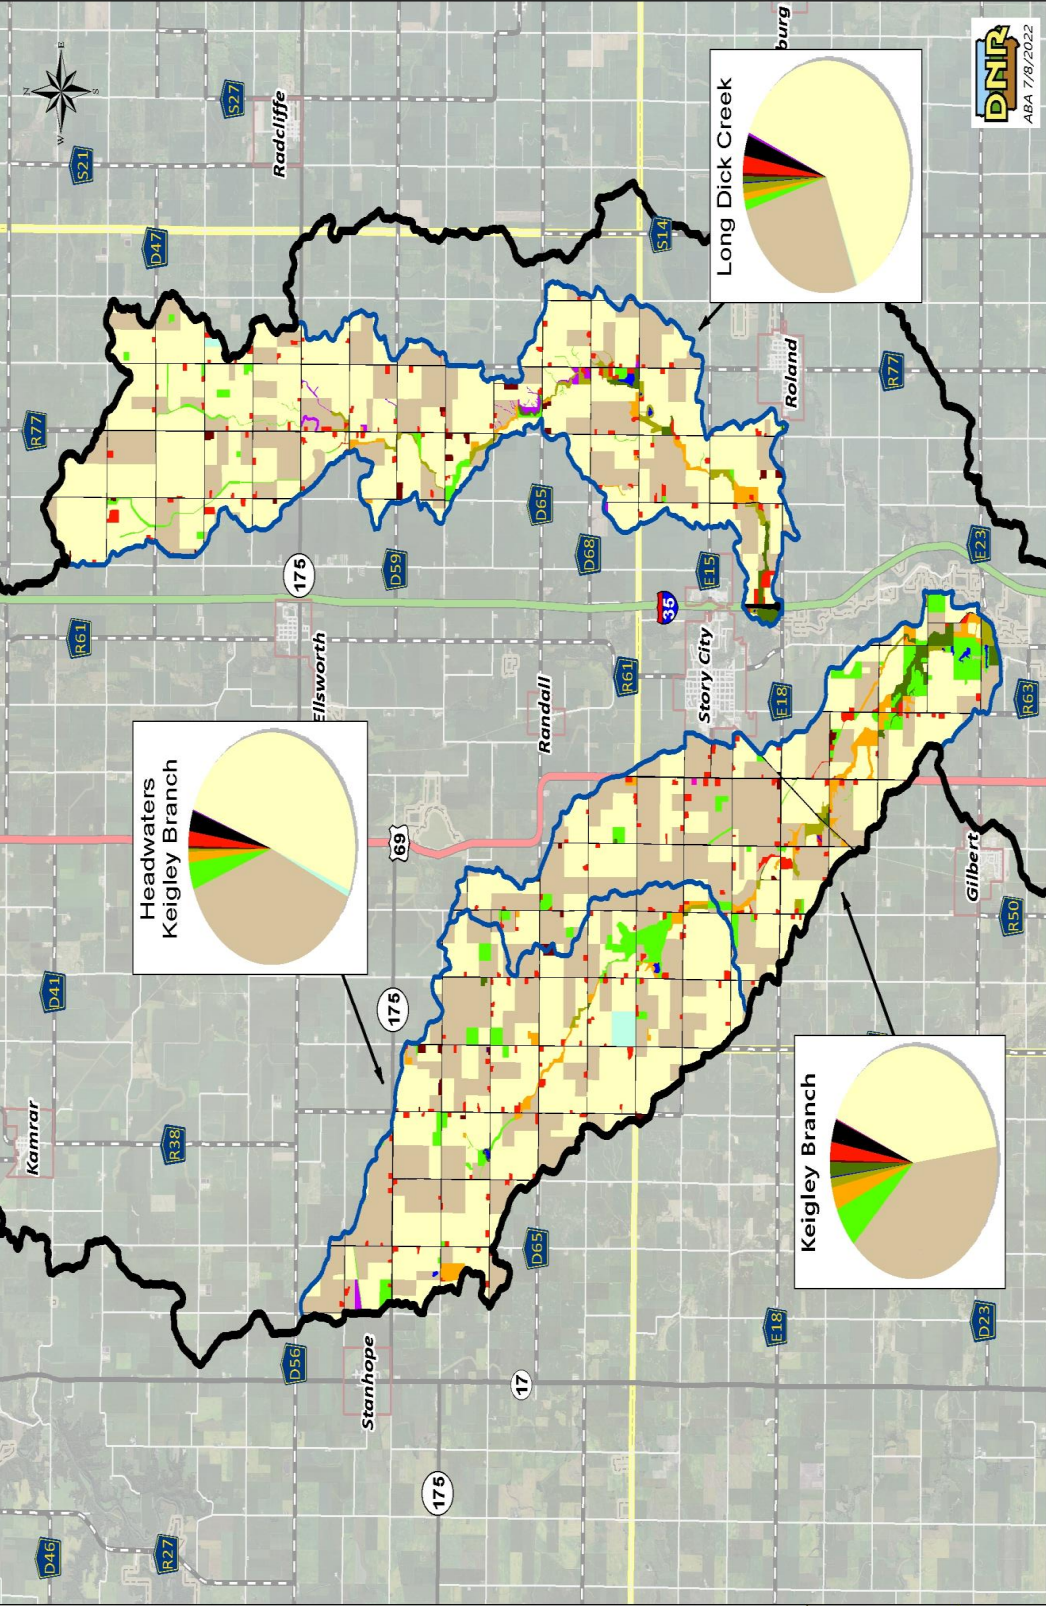 N
E
S
W
S21
S27
Radcliffe
D47
R77
burg
DNR
ABA 7/8/2022
S14
Long Dick Creek
Roland
R77
D65
D68
D59
175
E15
E23
35
R61
Ellsworth
Randall
R61
Story City
E18
R63
Headwaters
Keigley Branch
69
Gilbert
R50
D41
175
Kamrar
R38
Keigley Branch
D65
D56
Stanhope
E18
D23
17
175
D46
R27